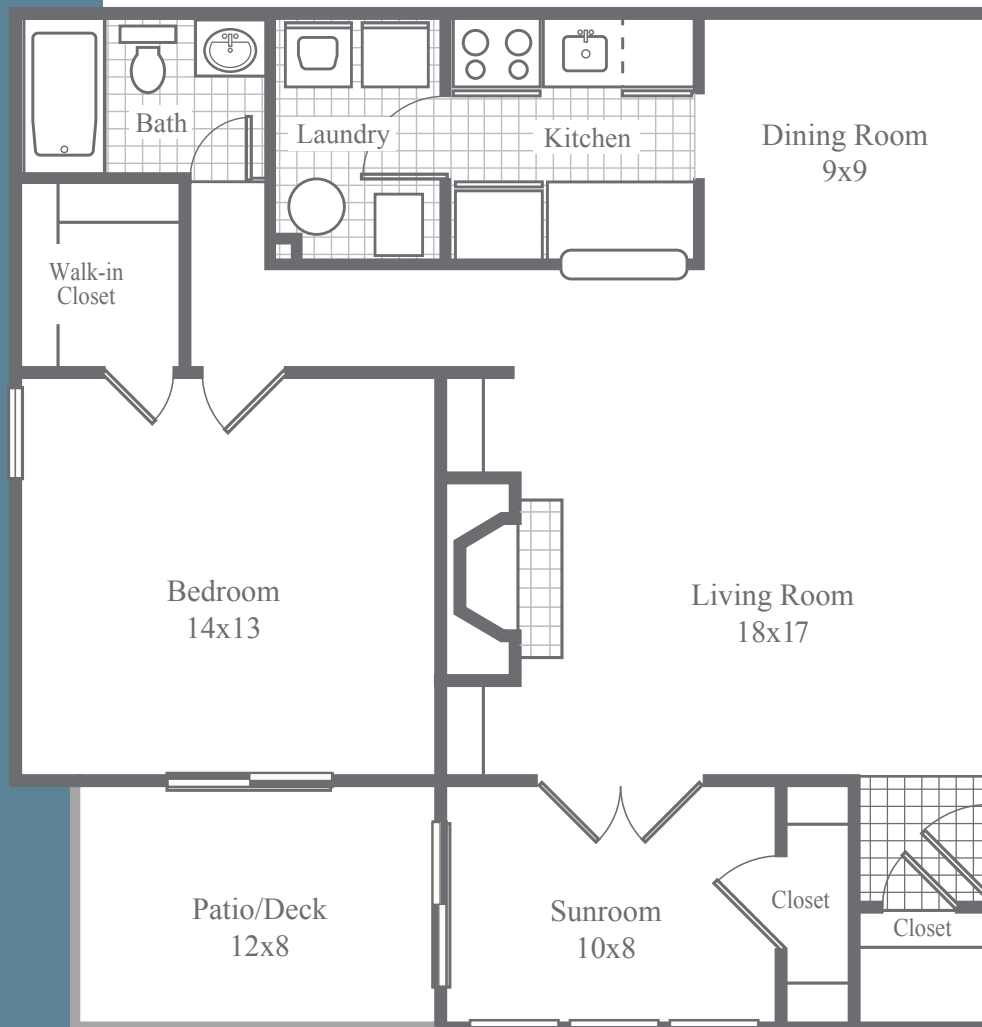 Bath
Laundry
Kitchen
Dining Room
9x9
Walk-in
Closet
Bedroom
14x13
Living Room
18x17
Patio/Deck
12x8
Sunroom
10x8
Closet
Closet